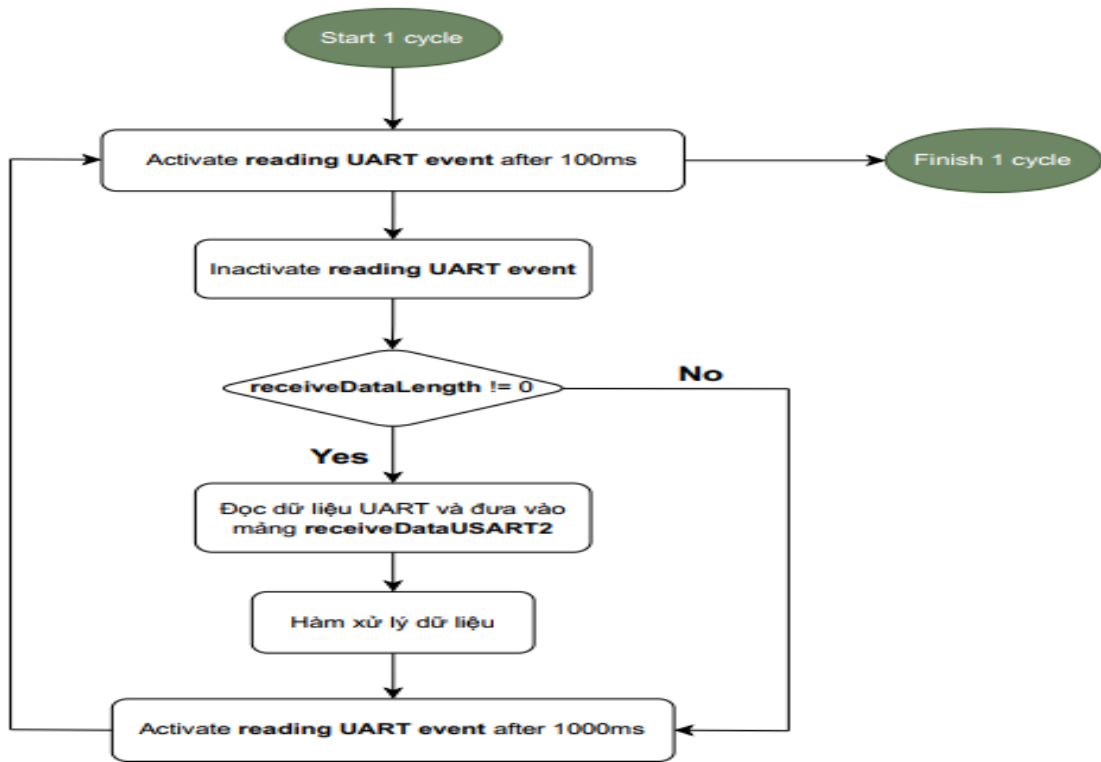 Start 1 cycle
Activate reading UART event after 100ms
Finish 1 cycle
Inactivate reading UART event
receiveDataLength != 0
No
Yes
Đọc dữ liệu UART và đưa vào
mảng receiveDataUSART2
Hàm xử lý dữ liệu
Activate reading UART event after 1000ms